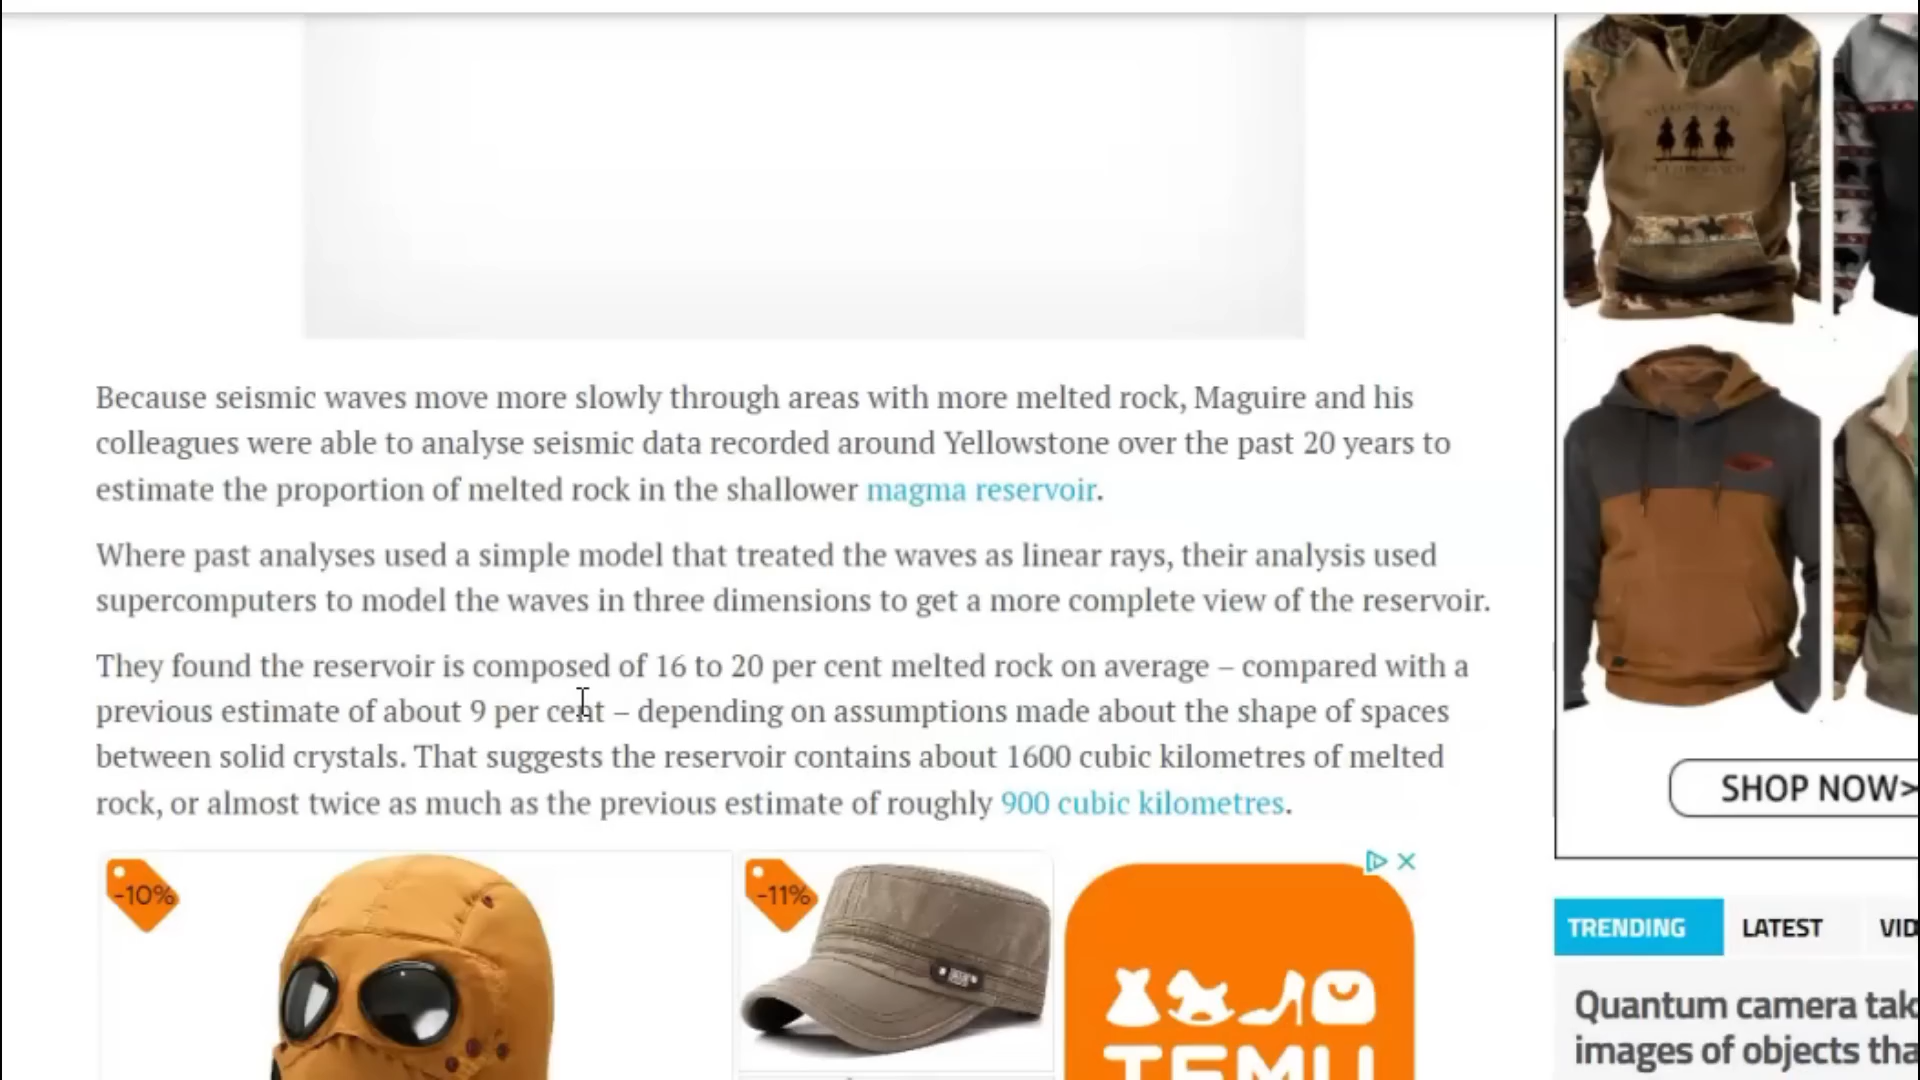 Because seismic waves move more slowly through areas with more melted rock, Maguire and his
colleagues were able to analyse seismic data recorded around Yellowstone over the past 20 years to
estimate the proportion of melted rock in the shallower magma reservoir.
Where past analyses used a simple model that treated the waves as linear rays, their analysis used
supercomputers to model the waves in three dimensions to get a more complete view of the reservoir.
They found the reservoir is composed of 16 to 20 per cent melted rock on average – compared with a
previous estimate of about 9 per cent – depending on assumptions made about the shape of spaces
between solid crystals. That suggests the reservoir contains about 1600 cubic kilometres of melted
rock, or almost twice as much as the previous estimate of roughly 900 cubic kilometres.
-10%
-11%
TEMU
SHOP NOW>
TRENDING LATEST VID
Quantum camera tak
images of objects tha